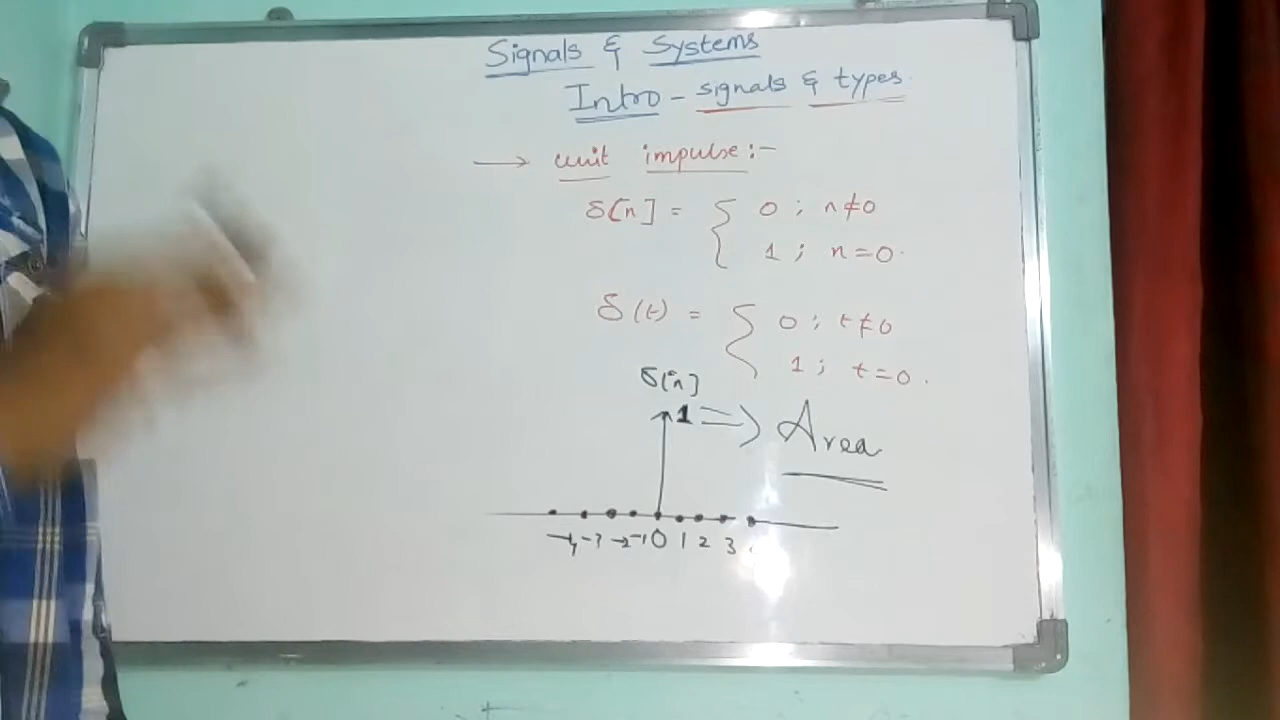 Signals & Systems
Intro - signals & types.
→ unit impulse :-
δ[n] = { 0 ; n≠0
1 ; n=0.
δ(t) = { 0 ; t≠0
1 ; t=0.
δ[n]
1 ⇒ Area
-4 -3 -2 -1 0 1 2 3